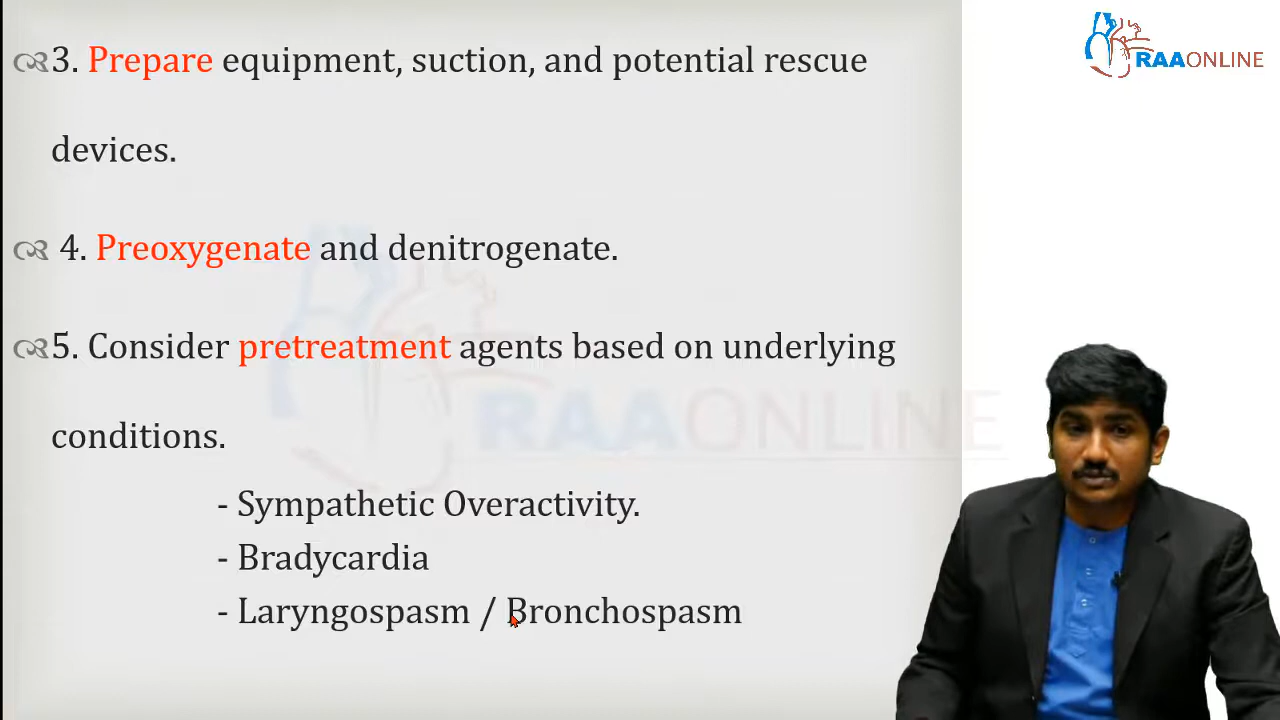 3. Prepare equipment, suction, and potential rescue
devices.
4. Preoxygenate and denitrogenate.
5. Consider pretreatment agents based on underlying
conditions.
- Sympathetic Overactivity.
- Bradycardia
- Laryngospasm / Bronchospasm
RAAONLINE
RAAONLINE